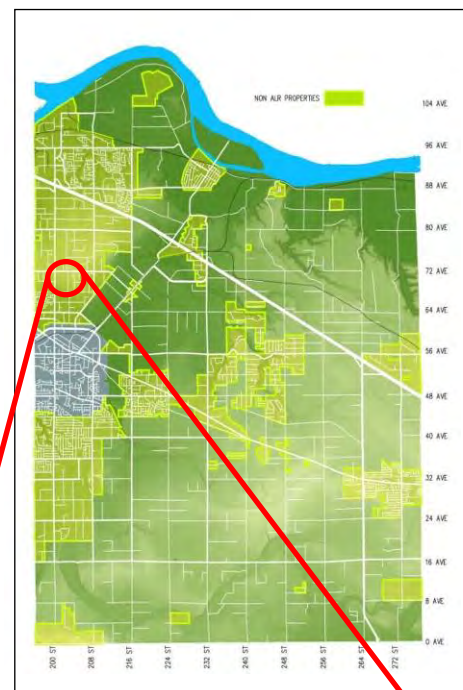 NON ALR PROPERTIES
104 AVE
96 AVE
88 AVE
80 AVE
72 AVE
64 AVE
56 AVE
48 AVE
40 AVE
32 AVE
24 AVE
16 AVE
8 AVE
0 AVE
200 ST
208 ST
216 ST
224 ST
232 ST
240 ST
248 ST
256 ST
264 ST
272 ST